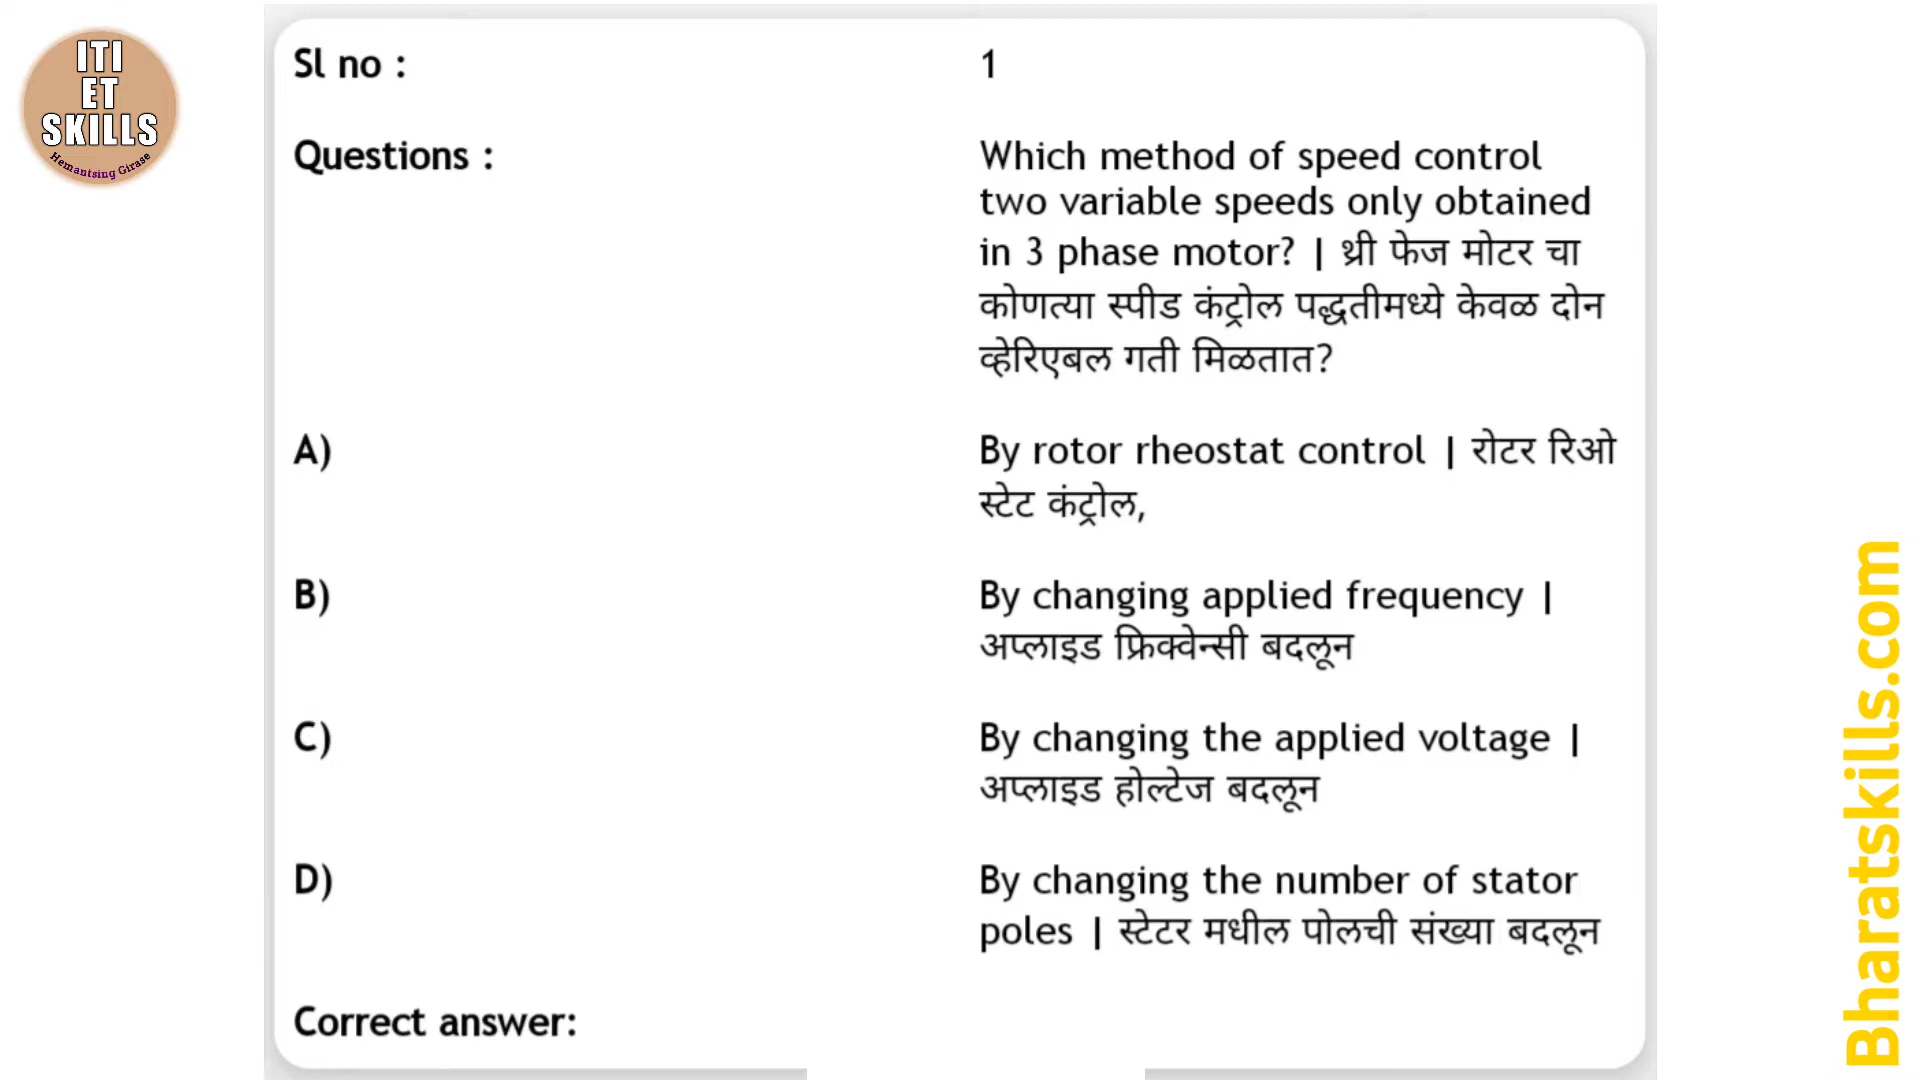 ITI
ET
SKILLS
Hemantsing Girase
Sl no :
1
Questions :
Which method of speed control
two variable speeds only obtained
in 3 phase motor? | थ्री फेज मोटर चा
कोणत्या स्पीड कंट्रोल पद्धतीमध्ये केवळ दोन
व्हेरिएबल गती मिळतात?
A)
By rotor rheostat control | रोटर रिओ
स्टेट कंट्रोल,
B)
By changing applied frequency |
अप्लाइड फ्रिक्वेन्सी बदलून
C)
By changing the applied voltage |
अप्लाइड होल्टेज बदलून
D)
By changing the number of stator
poles | स्टेटर मधील पोलची संख्या बदलून
Correct answer:
Bharatskills.com